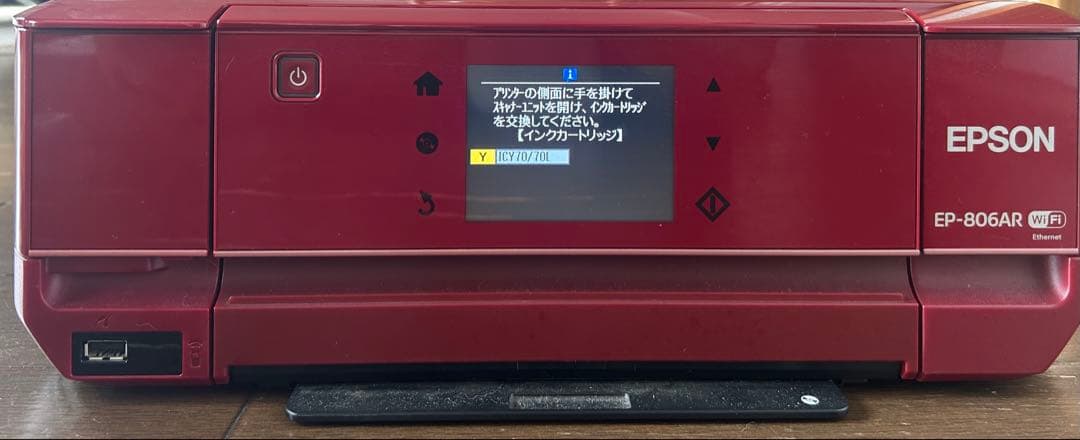 i
プリンターの側面に手を掛けて
スキャナーユニットを開け、インクカートリッジ
を交換してください。
【インクカートリッジ】
Y ICY70/70L
EPSON
EP-806AR WiFi
Ethernet